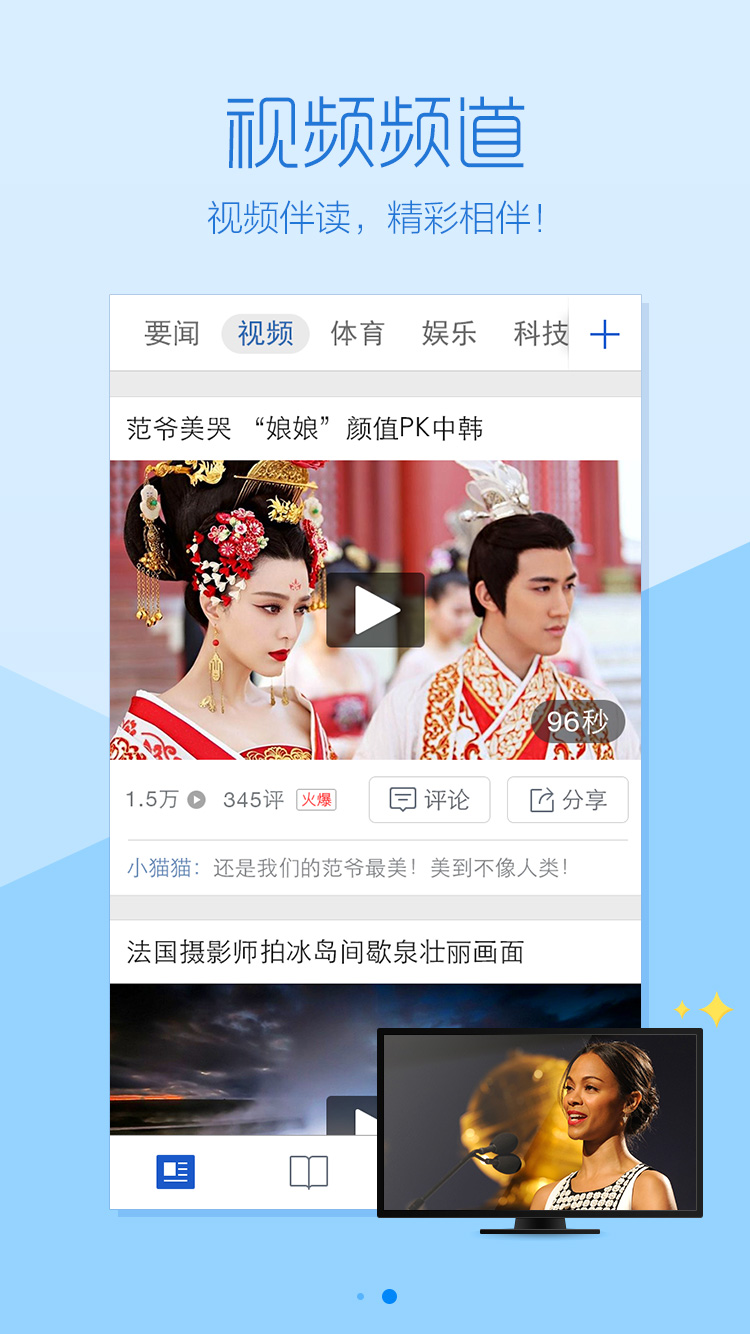 视频频道
视频伴读，精彩相伴！
要闻 视频 体育 娱乐 科技
范爷美哭 “娘娘”颜值PK中韩
96秒
1.5万 345评 火爆 评论 分享
小猫猫：还是我们的范爷最美！美到不像人类！
法国摄影师拍冰岛间歇泉壮丽画面